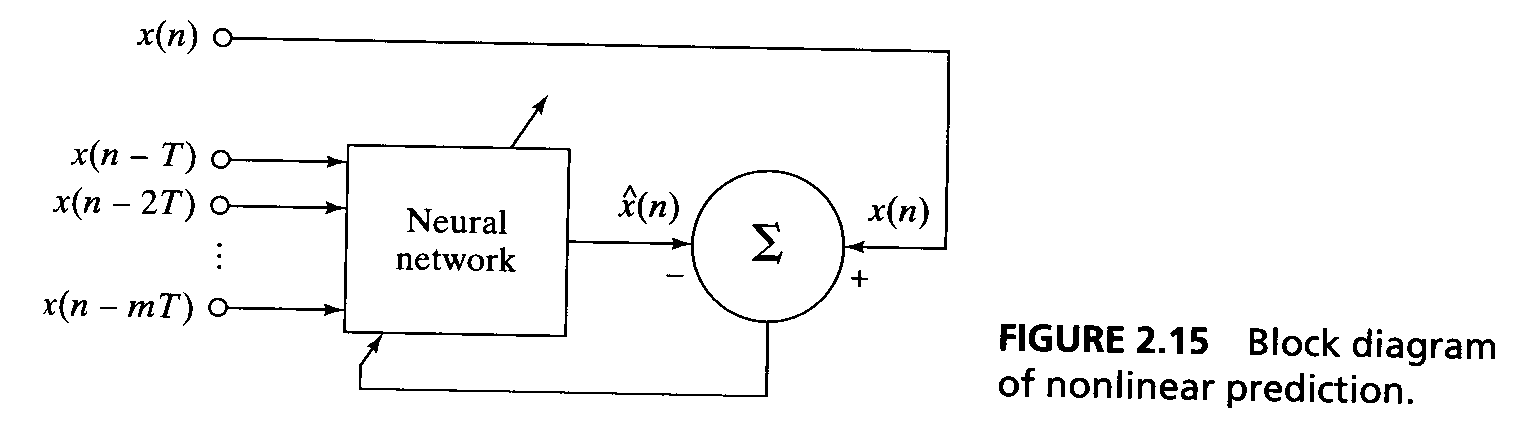 x(n)
x(n − T)
x(n − 2T)
⋮
x(n − mT)
Neural
network
x̂(n)
−
Σ
x(n)
+
FIGURE 2.15 Block diagram
of nonlinear prediction.